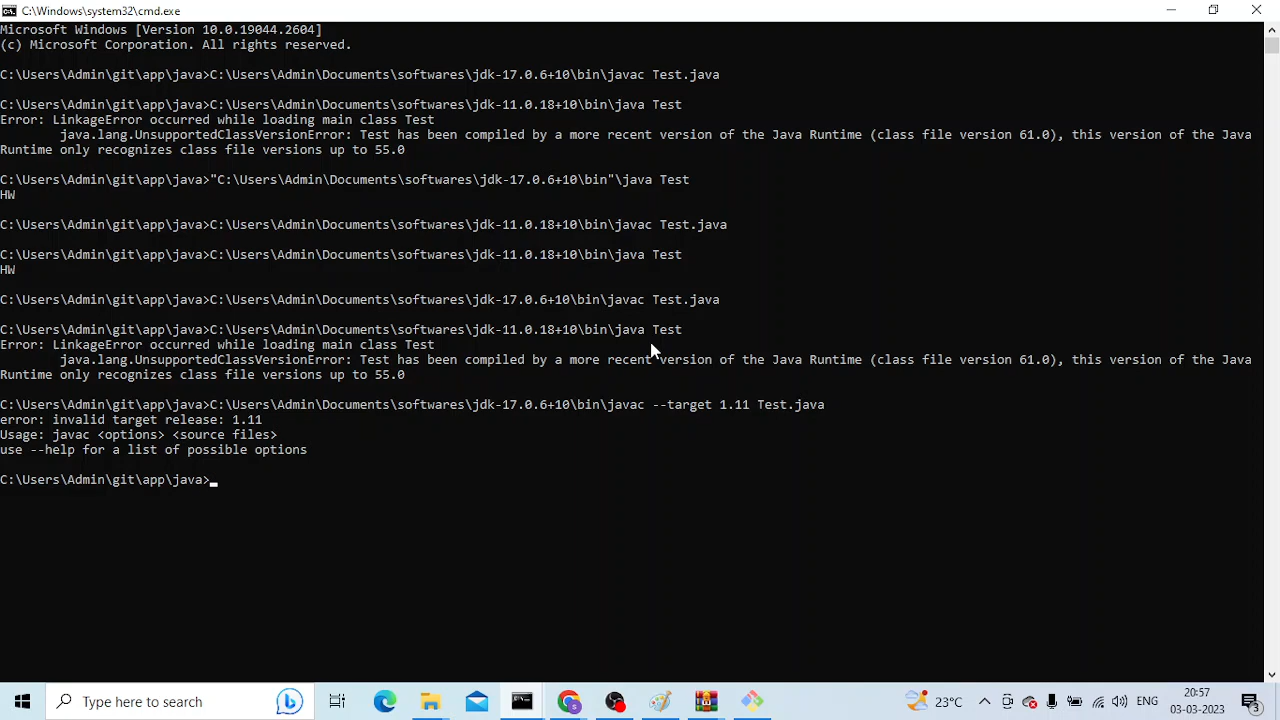 C:\Windows\system32\cmd.exe
Microsoft Windows [Version 10.0.19044.2604]
(c) Microsoft Corporation. All rights reserved.
C:\Users\Admin\git\app\java>C:\Users\Admin\Documents\softwares\jdk-17.0.6+10\bin\javac Test.java
C:\Users\Admin\git\app\java>C:\Users\Admin\Documents\softwares\jdk-11.0.18+10\bin\java Test
Error: LinkageError occurred while loading main class Test
java.lang.UnsupportedClassVersionError: Test has been compiled by a more recent version of the Java Runtime (class file version 61.0), this version of the Java
Runtime only recognizes class file versions up to 55.0
C:\Users\Admin\git\app\java>"C:\Users\Admin\Documents\softwares\jdk-17.0.6+10\bin"\java Test
HW
C:\Users\Admin\git\app\java>C:\Users\Admin\Documents\softwares\jdk-11.0.18+10\bin\javac Test.java
C:\Users\Admin\git\app\java>C:\Users\Admin\Documents\softwares\jdk-11.0.18+10\bin\java Test
HW
C:\Users\Admin\git\app\java>C:\Users\Admin\Documents\softwares\jdk-17.0.6+10\bin\javac Test.java
C:\Users\Admin\git\app\java>C:\Users\Admin\Documents\softwares\jdk-11.0.18+10\bin\java Test
Error: LinkageError occurred while loading main class Test
java.lang.UnsupportedClassVersionError: Test has been compiled by a more recent version of the Java Runtime (class file version 61.0), this version of the Java
Runtime only recognizes class file versions up to 55.0
C:\Users\Admin\git\app\java>C:\Users\Admin\Documents\softwares\jdk-17.0.6+10\bin\javac --target 1.11 Test.java
error: invalid target release: 1.11
Usage: javac <options> <source files>
use --help for a list of possible options
C:\Users\Admin\git\app\java>
Type here to search
23°C
ENG
20:57
03-03-2023
3